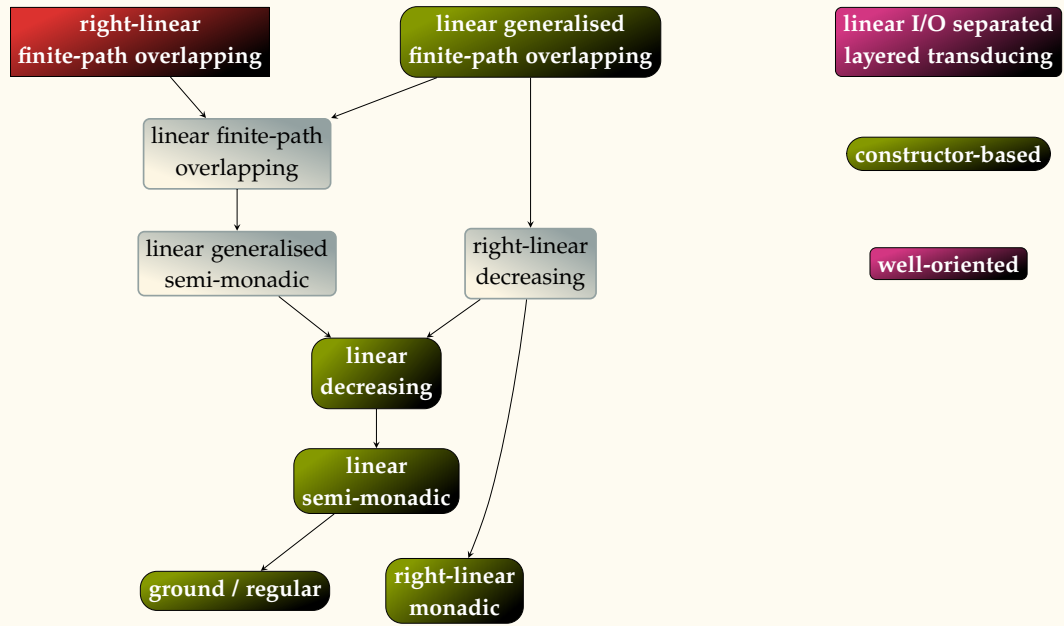 right-linear
finite-path overlapping
linear generalised
finite-path overlapping
linear I/O separated
layered transducing
linear finite-path
overlapping
constructor-based
linear generalised
semi-monadic
right-linear
decreasing
well-oriented
linear
decreasing
linear
semi-monadic
ground / regular
right-linear
monadic